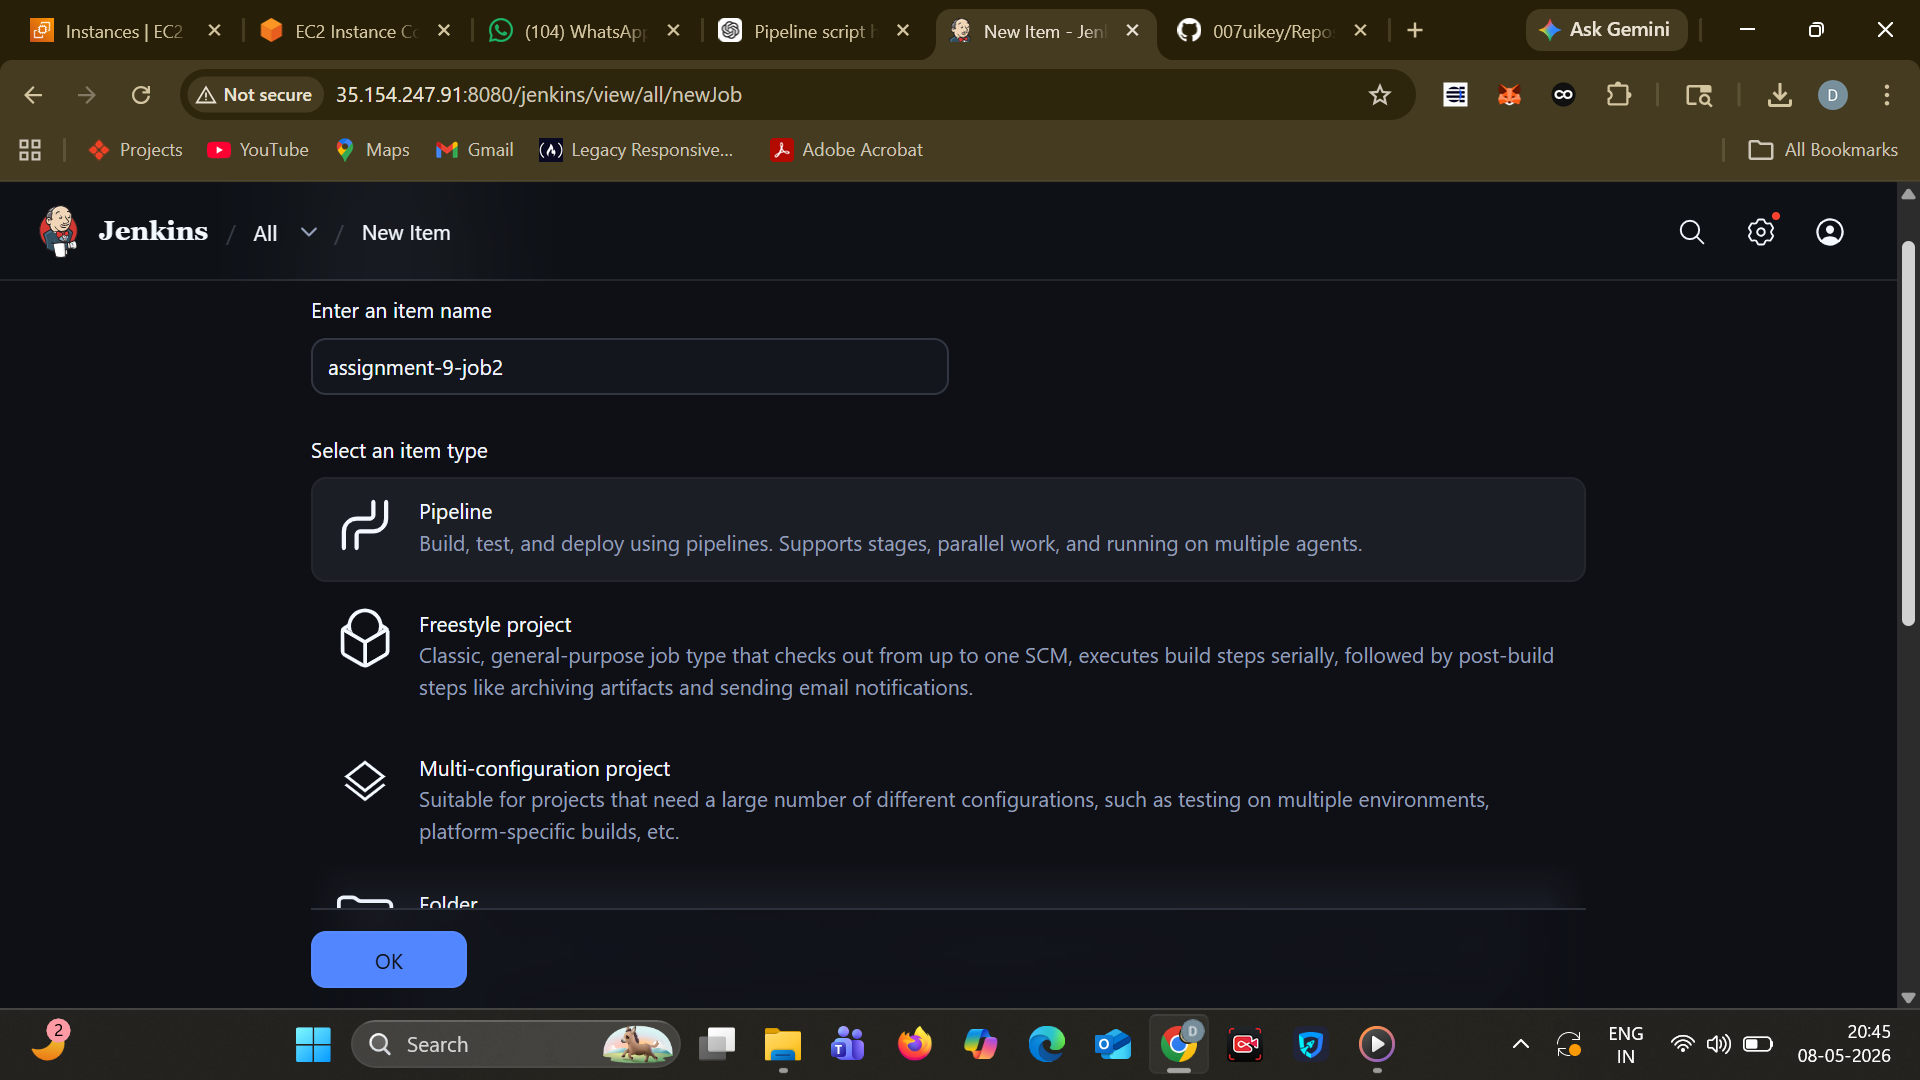 Instances | EC2
EC2 Instance Co
(104) WhatsApp
Pipeline script h
New Item - Jenl
007uikey/Repo
Ask Gemini
Not secure
35.154.247.91:8080/jenkins/view/all/newJob
D
Projects
YouTube
Maps
Gmail
Legacy Responsive...
Adobe Acrobat
All Bookmarks
Jenkins / All / New Item
Enter an item name
assignment-9-job2
Select an item type
Pipeline
Build, test, and deploy using pipelines. Supports stages, parallel work, and running on multiple agents.
Freestyle project
Classic, general-purpose job type that checks out from up to one SCM, executes build steps serially, followed by post-build
steps like archiving artifacts and sending email notifications.
Multi-configuration project
Suitable for projects that need a large number of different configurations, such as testing on multiple environments,
platform-specific builds, etc.
Folder
OK
2
Search
D
ENG
IN
20:45
08-05-2026